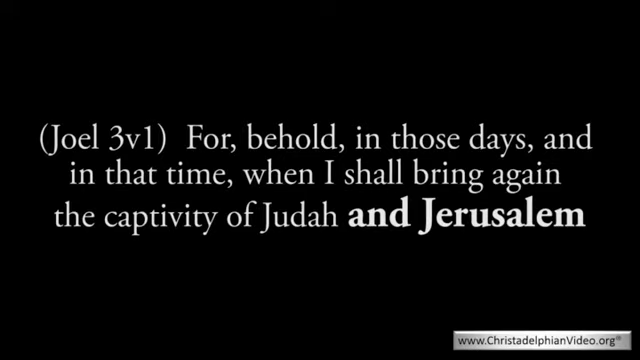 (Joel 3v1) For, behold, in those days, and
in that time, when I shall bring again
the captivity of Judah and Jerusalem
www.ChristadelphianVideo.org®